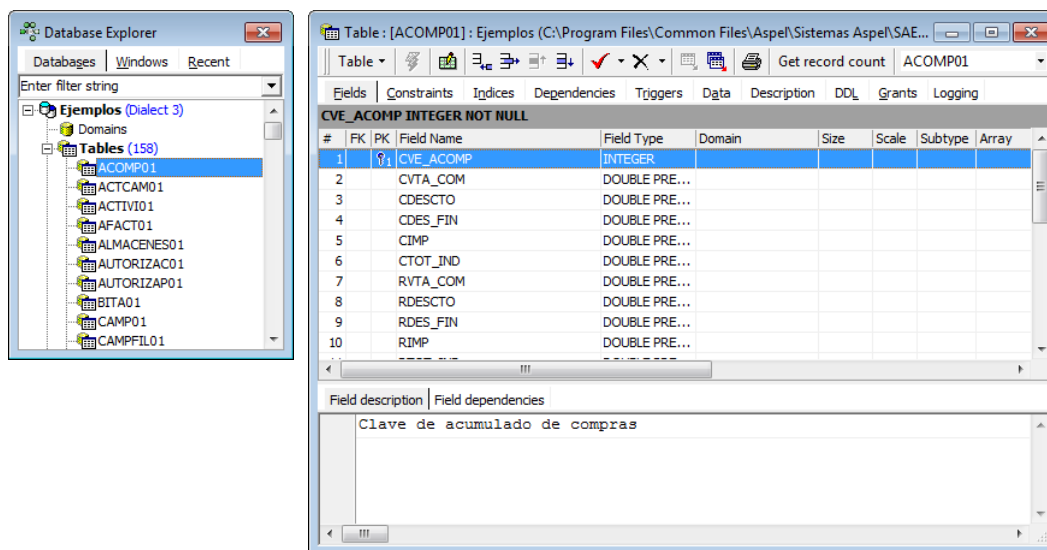 Database Explorer
Databages Windows Recent
Enter filter string
Ejemplos (Dialect 3)
Domains
Tables (158)
ACOMP01
ACTCAM01
ACTIVI01
AFACT01
ALMACENES01
AUTORIZAC01
AUTORIZAP01
BITA01
CAMP01
CAMPFIL01
Table : [ACOMP01] : Ejemplos (C:\Program Files\Common Files\Aspel\Sistemas Aspel\SAE...
Table Get record count ACOMP01
Fields Constraints Indices Dependencies Triggers Data Description DDL Grants Logging
CVE_ACOMP INTEGER NOT NULL
# FK PK Field Name Field Type Domain Size Scale Subtype Array
1 1 CVE_ACOMP INTEGER
2 CVTA_COM DOUBLE PRE...
3 CDESCTO DOUBLE PRE...
4 CDES_FIN DOUBLE PRE...
5 CIMP DOUBLE PRE...
6 CTOT_IND DOUBLE PRE...
7 RVTA_COM DOUBLE PRE...
8 RDESCTO DOUBLE PRE...
9 RDES_FIN DOUBLE PRE...
10 RIMP DOUBLE PRE...
Field description Field dependencies
Clave de acumulado de compras